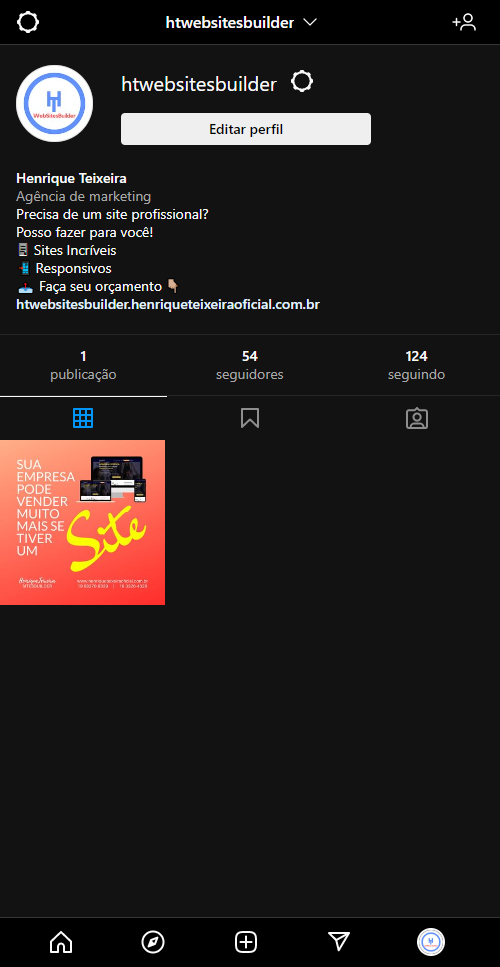 htwebsitesbuilder
HT
WebSitesBuilder
htwebsitesbuilder
Editar perfil
Henrique Teixeira
Agência de marketing
Precisa de um site profissional?
Posso fazer para você!
Sites Incríveis
Responsivos
Faça seu orçamento
htwebsitesbuilder.henriqueteixeiraoficial.com.br
1
publicação
54
seguidores
124
seguindo
SUA
EMPRESA
PODE
VENDER
MUITO
MAIS SE
TIVER
UM
Site